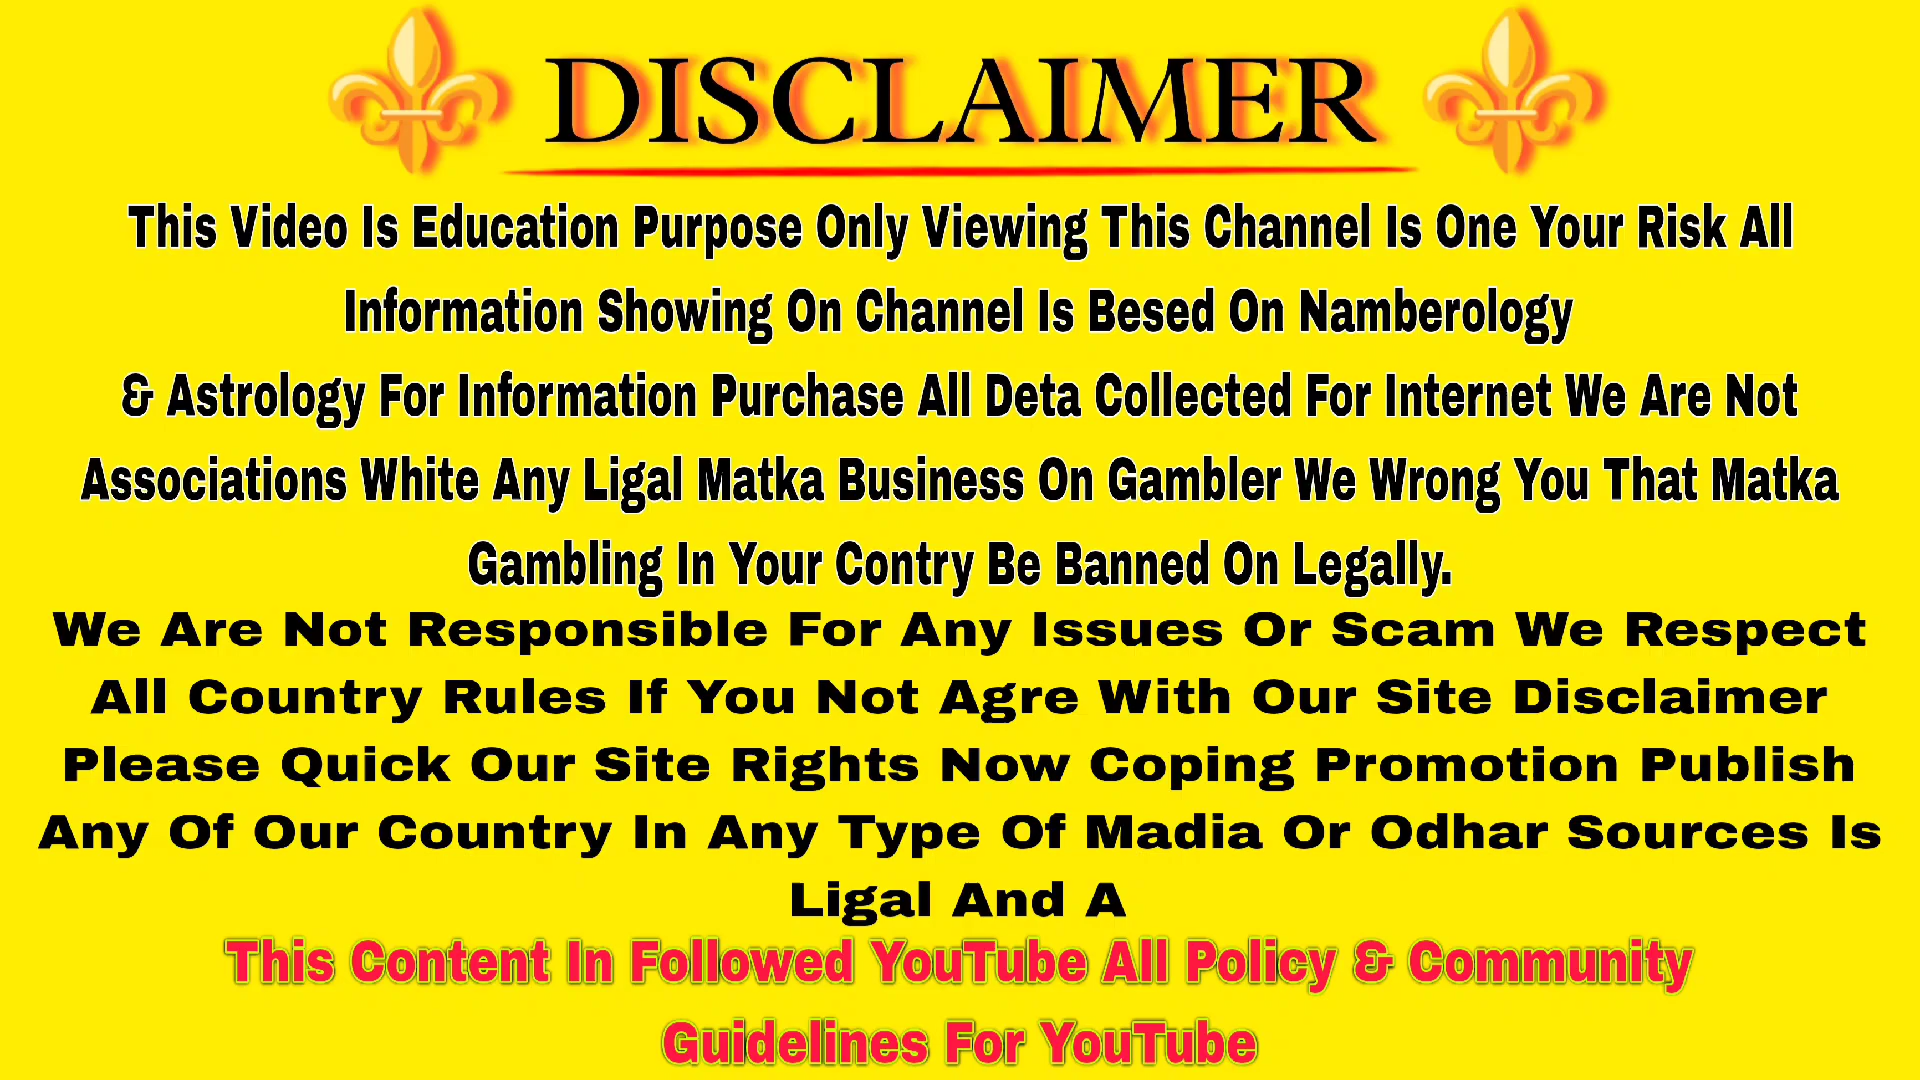 DISCLAIMER
This Video Is Education Purpose Only Viewing This Channel Is One Your Risk All
Information Showing On Channel Is Besed On Namberology
& Astrology For Information Purchase All Deta Collected For Internet We Are Not
Associations White Any Ligal Matka Business On Gambler We Wrong You That Matka
Gambling In Your Contry Be Banned On Legally.
We Are Not Responsible For Any Issues Or Scam We Respect
All Country Rules If You Not Agre With Our Site Disclaimer
Please Quick Our Site Rights Now Coping Promotion Publish
Any Of Our Country In Any Type Of Madia Or Odhar Sources Is
Ligal And A
This Content In Followed YouTube All Policy & Community
Guidelines For YouTube